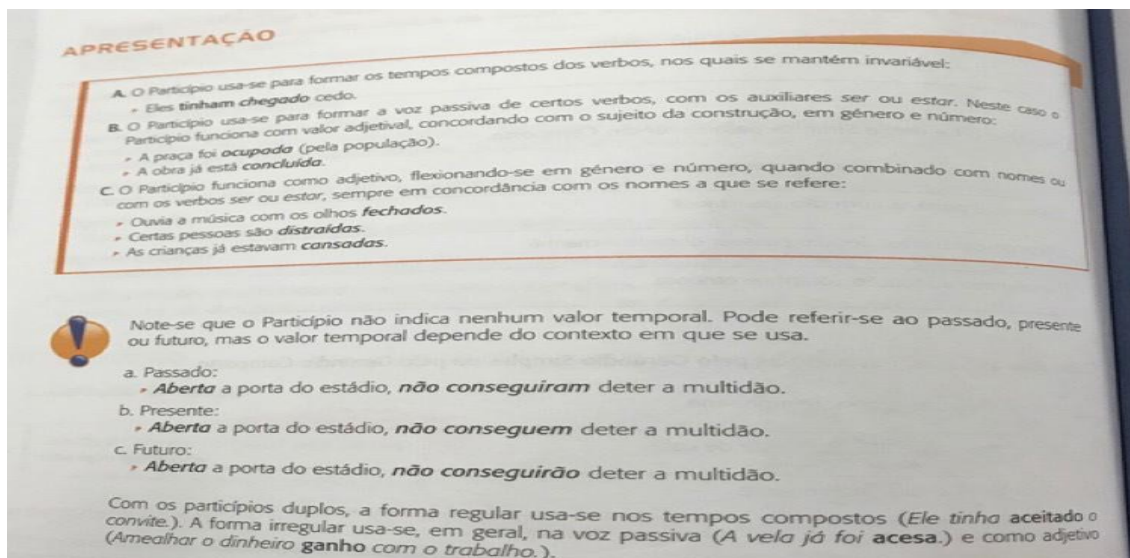 APRESENTAÇÃO
A. O Particípio usa-se para formar os tempos compostos dos verbos, nos quais se mantém invariável:
▸ Eles tinham chegado cedo.
B. O Particípio usa-se para formar a voz passiva de certos verbos, com os auxiliares ser ou estar. Neste caso o
Particípio funciona com valor adjetival, concordando com o sujeito da construção, em género e número:
▸ A praça foi ocupada (pela população).
▸ A obra já está concluída.
C. O Particípio funciona como adjetivo, flexionando-se em género e número, quando combinado com nomes ou
com os verbos ser ou estar, sempre em concordância com os nomes a que se refere:
▸ Ouvia a música com os olhos fechados.
▸ Certas pessoas são distraídas.
▸ As crianças já estavam cansadas.
Note-se que o Particípio não indica nenhum valor temporal. Pode referir-se ao passado, presente
ou futuro, mas o valor temporal depende do contexto em que se usa.
a. Passado:
▸ Aberta a porta do estádio, não conseguiram deter a multidão.
b. Presente:
▸ Aberta a porta do estádio, não conseguem deter a multidão.
c. Futuro:
▸ Aberta a porta do estádio, não conseguirão deter a multidão.
Com os particípios duplos, a forma regular usa-se nos tempos compostos (Ele tinha aceitado o
convite.). A forma irregular usa-se, em geral, na voz passiva (A vela já foi acesa.) e como adjetivo
(Amealhar o dinheiro ganho com o trabalho.).